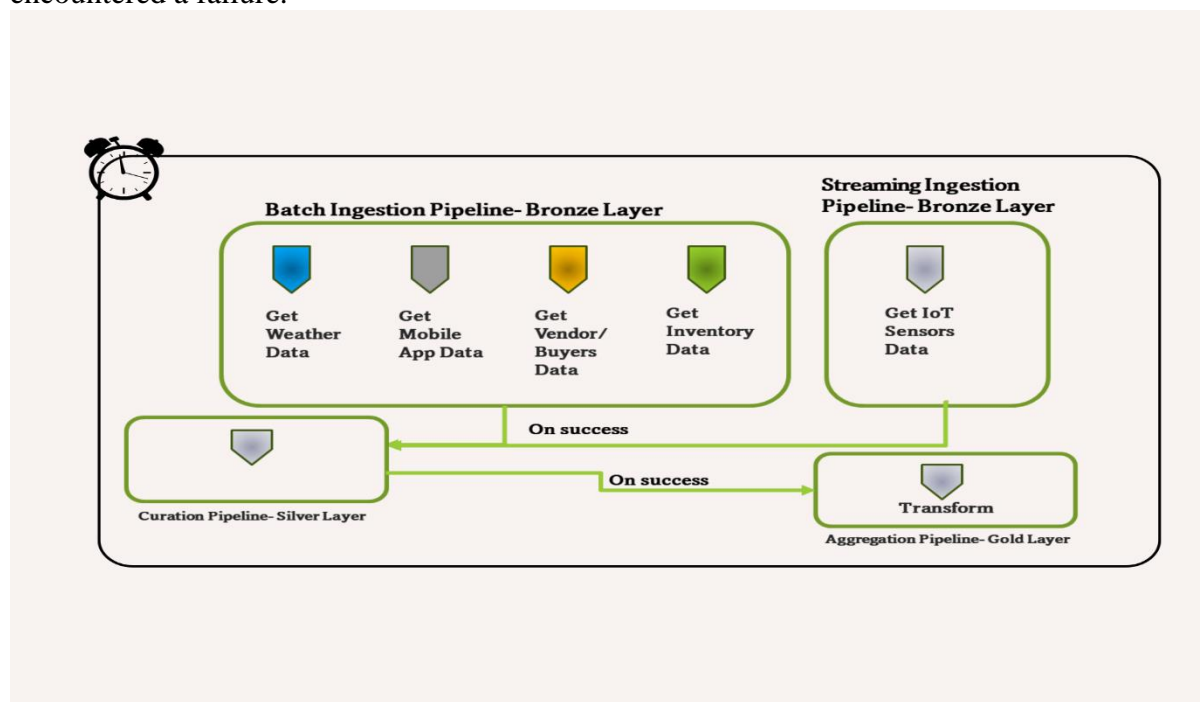 encountered a failure.
Streaming Ingestion
Pipeline- Bronze Layer
Batch Ingestion Pipeline- Bronze Layer
Get
Weather
Data
Get
Mobile
App Data
Get
Vendor/
Buyers
Data
Get
Inventory
Data
Get IoT
Sensors
Data
On success
On success
Transform
Curation Pipeline- Silver Layer
Aggregation Pipeline- Gold Layer